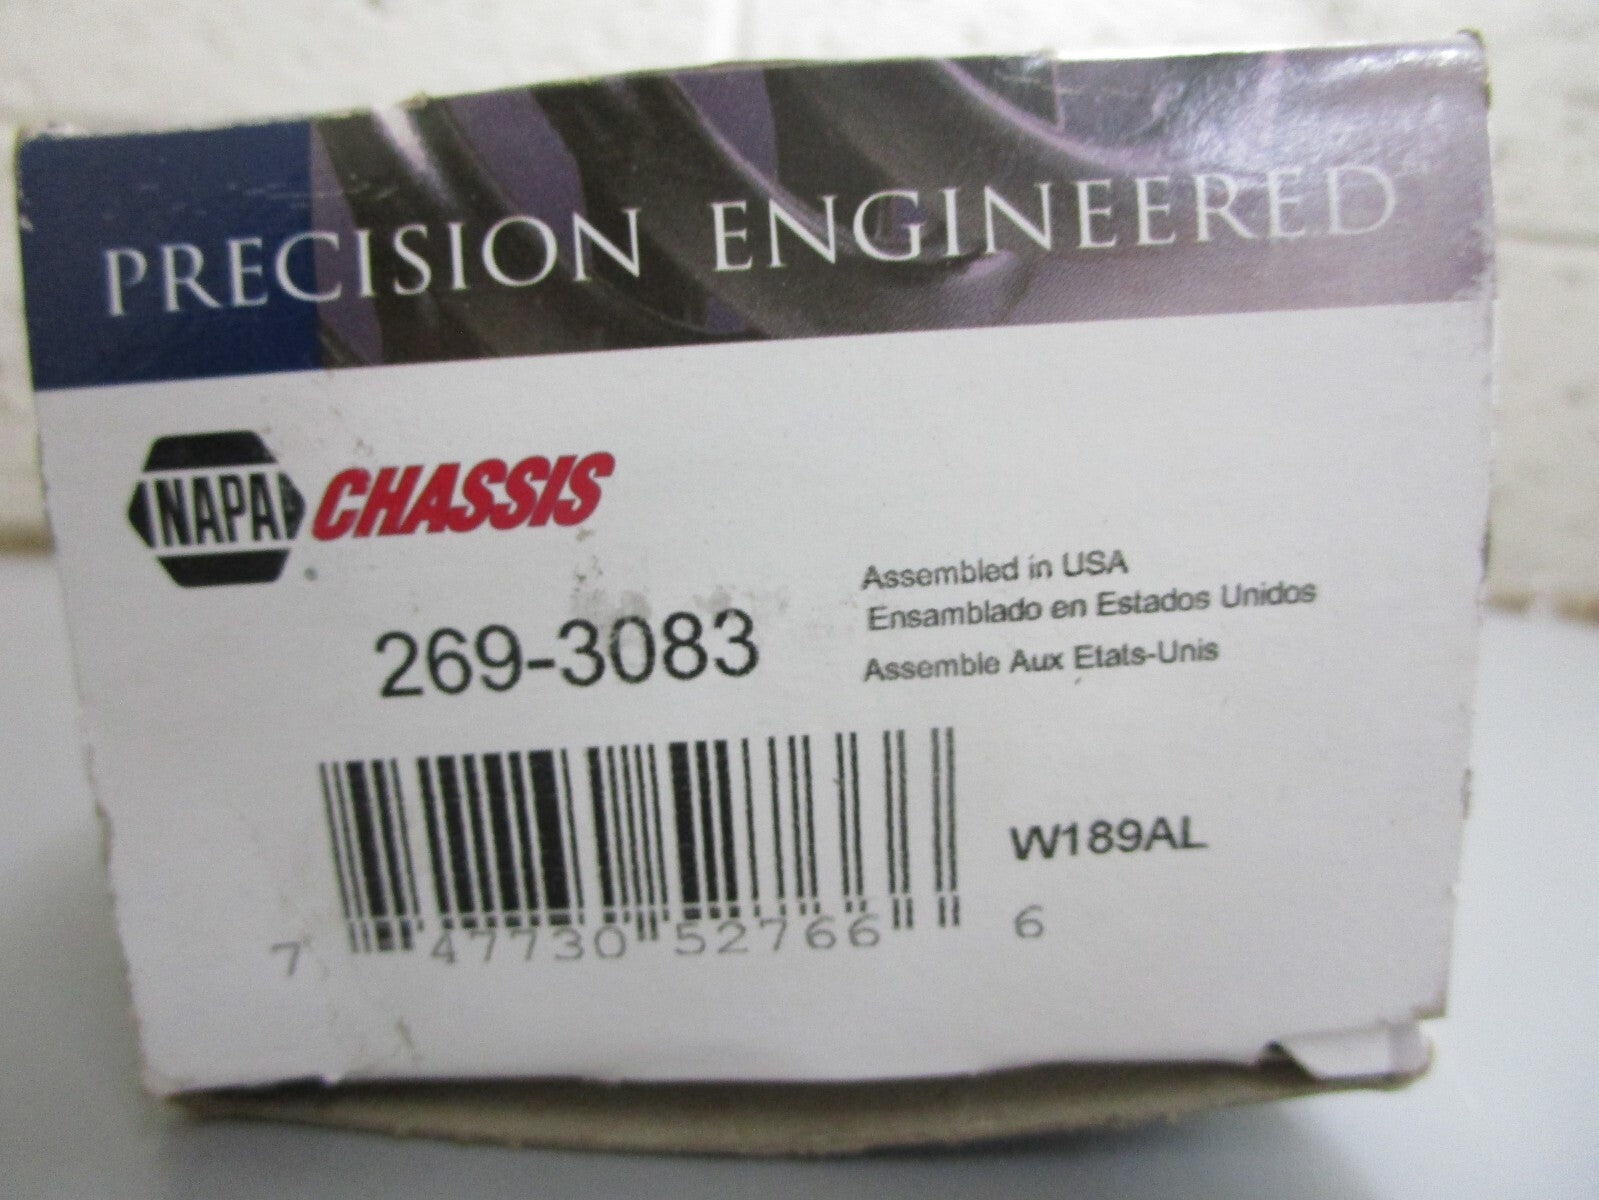 PRECISION ENGINEERED
NAPA CHASSIS
269-3083
Assembled in USA
Ensamblado en Estados Unidos
Assemble Aux Etats-Unis
W189AL
7 47730 52766 6